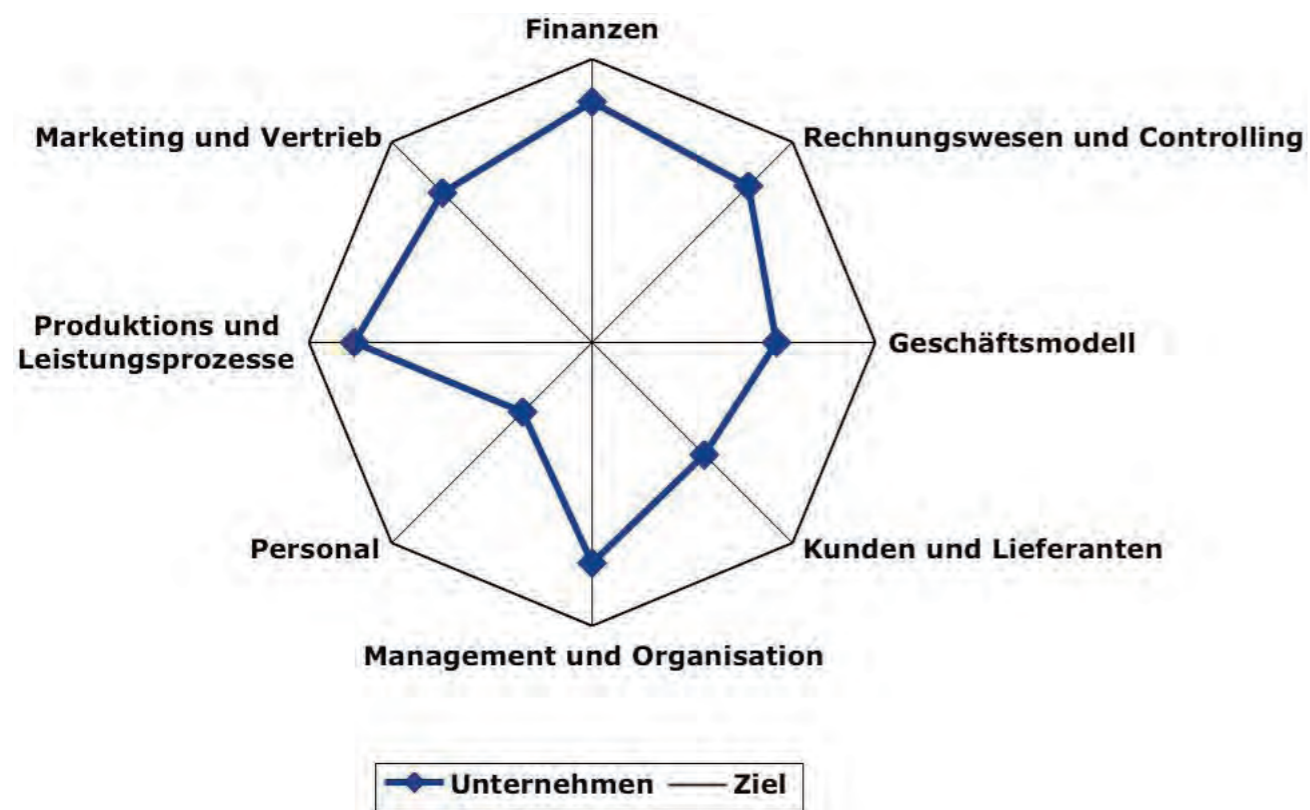 Finanzen
Marketing und Vertrieb
Rechnungswesen und Controlling
Produktions und
Leistungsprozesse
Geschäftsmodell
Personal
Kunden und Lieferanten
Management und Organisation
Unternehmen
Ziel